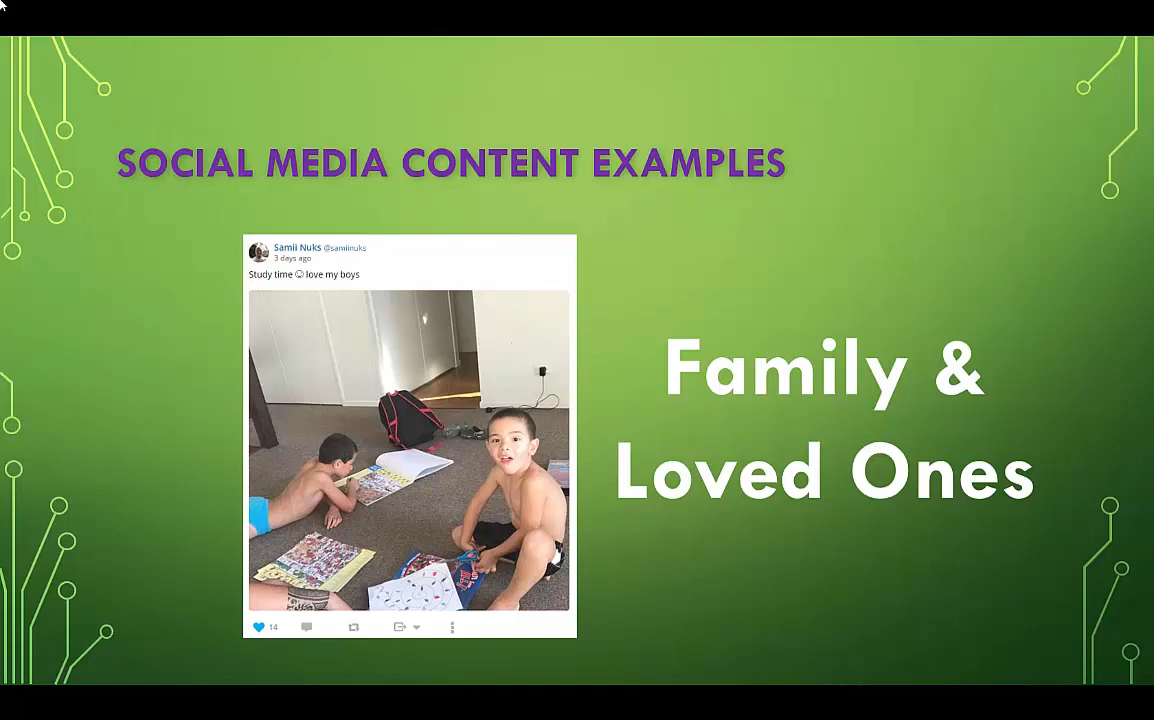 SOCIAL MEDIA CONTENT EXAMPLES
Samii Nuks @samiinuks
3 days ago
Study time ☺ love my boys
14
Family &
Loved Ones